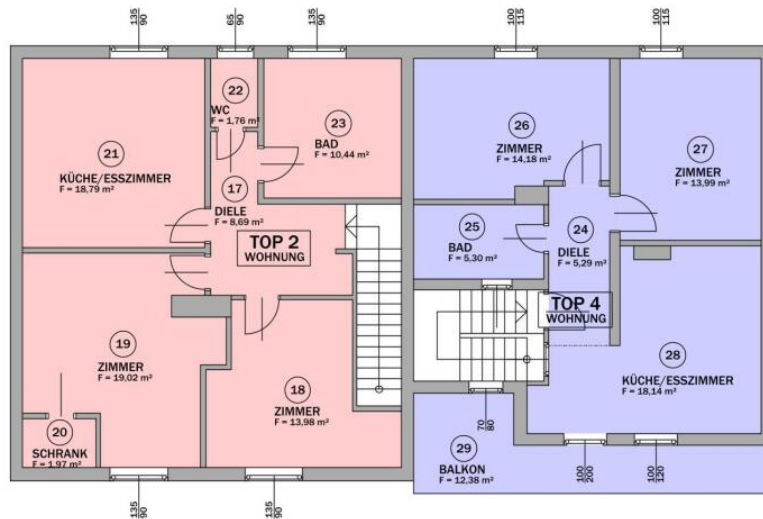 135
90
65
90
135
90
100
115
100
115
22
WC
F = 1,76 m²
23
BAD
F = 10,44 m²
21
KÜCHE/ESSZIMMER
F = 18,79 m²
17
DIELE
F = 8,69 m²
TOP 2
WOHNUNG
26
ZIMMER
F = 14,18 m²
27
ZIMMER
F = 13,99 m²
25
BAD
F = 5,30 m²
24
DIELE
F = 5,29 m²
TOP 4
WOHNUNG
19
ZIMMER
F = 19,02 m²
18
ZIMMER
F = 13,98 m²
28
KÜCHE/ESSZIMMER
F = 18,14 m²
20
SCHRANK
F = 1,97 m²
29
BALKON
F = 12,38 m²
70
80
100
200
100
120
135
90
135
90